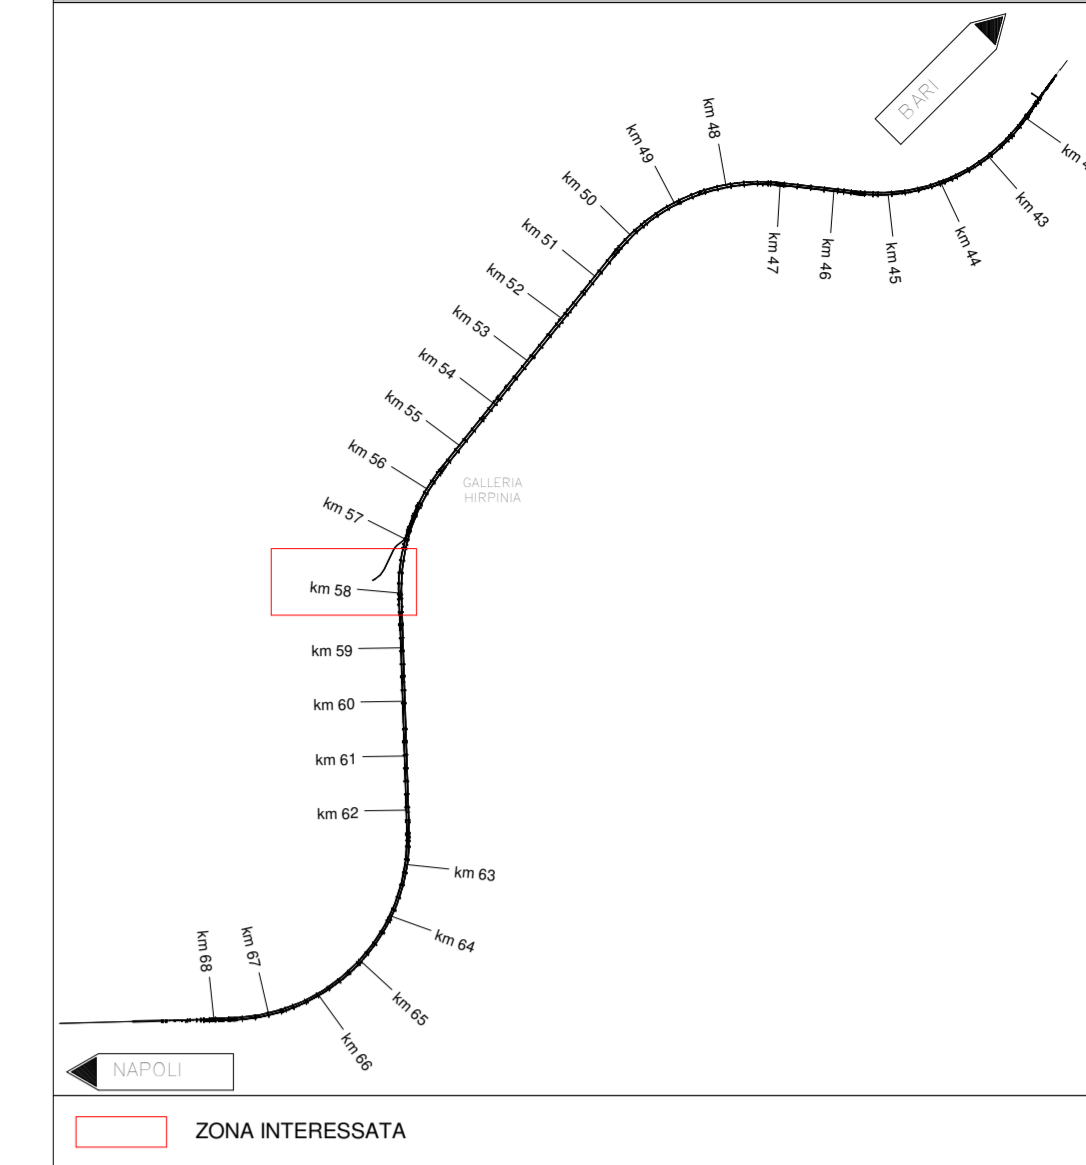 BARI
km 43
km 44
km 45
km 46
km 47
km 48
km 49
km 50
km 51
km 52
km 53
km 54
km 55
km 56
GALLERIA
HIRPINIA
km 57
km 58
km 59
km 60
km 61
km 62
km 63
km 64
km 65
km 66
km 67
km 68
NAPOLI
ZONA INTERESSATA